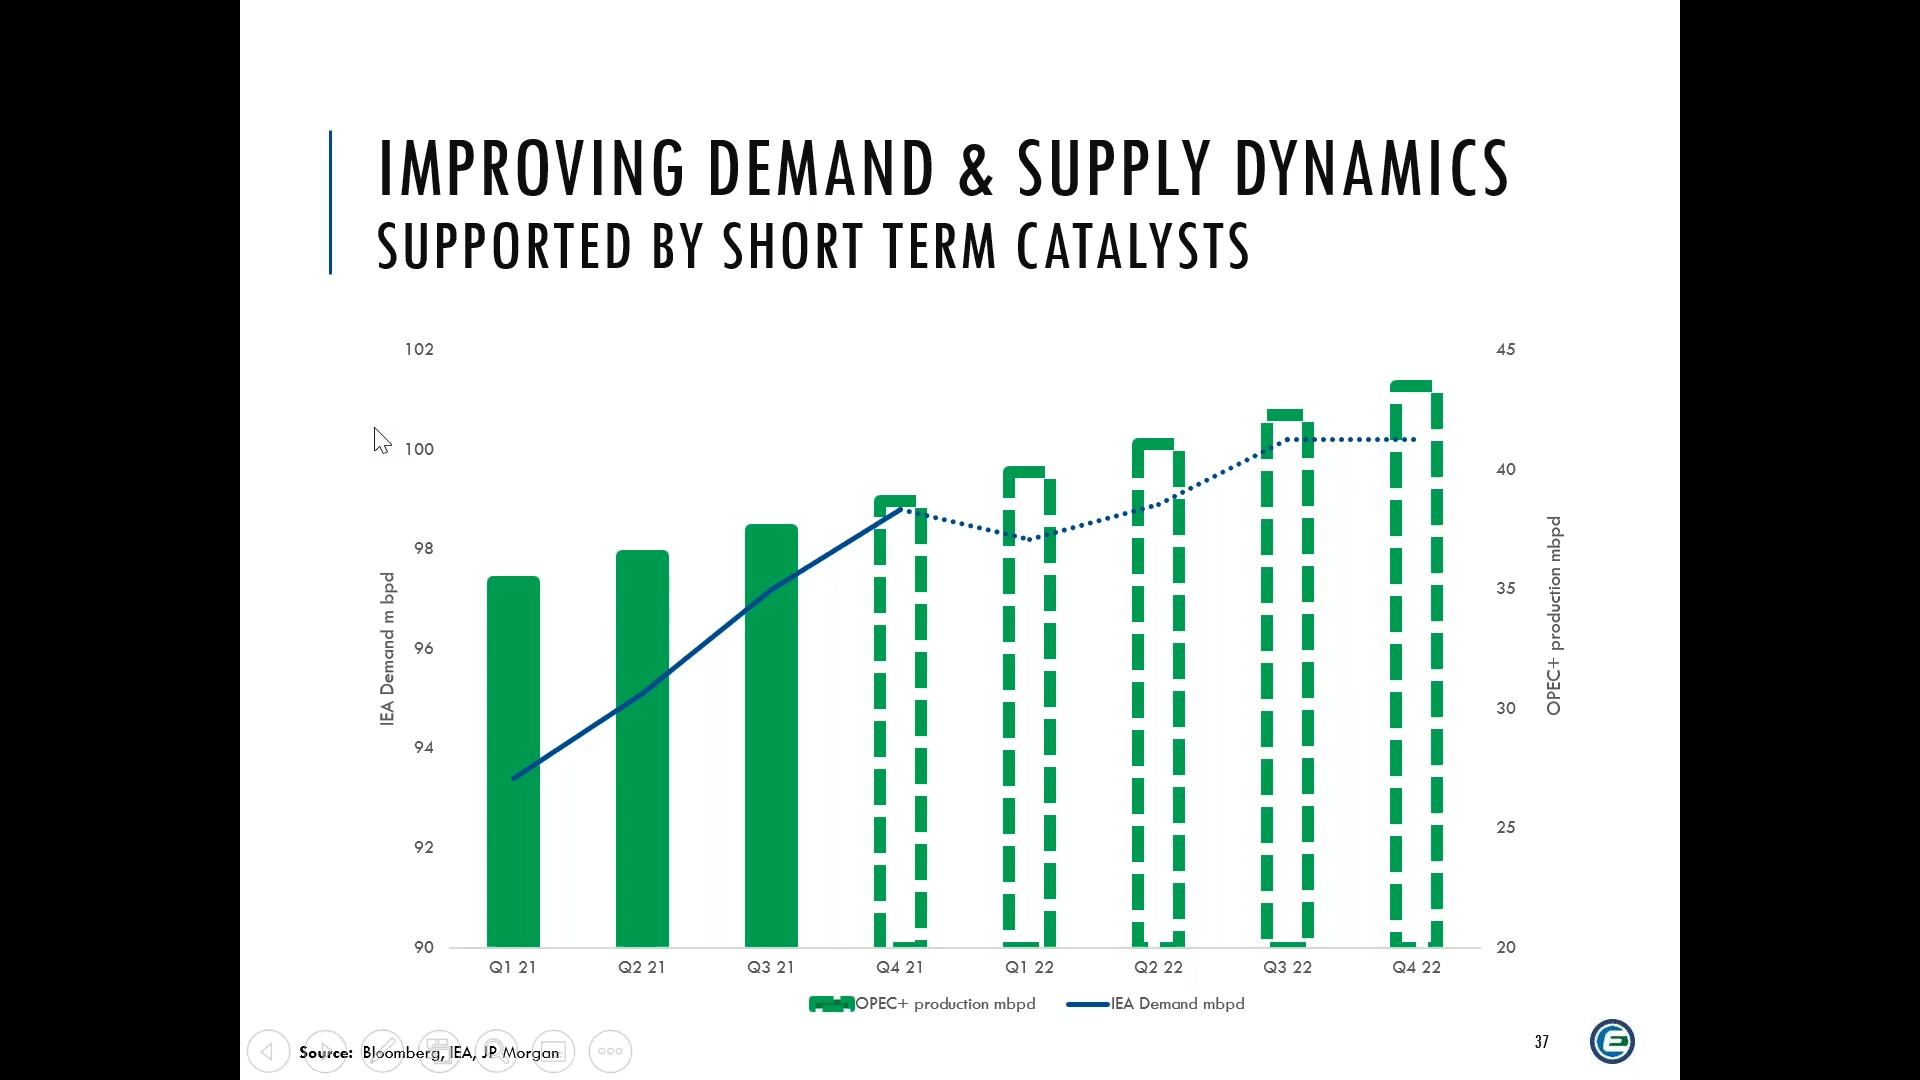 IMPROVING DEMAND & SUPPLY DYNAMICS
SUPPORTED BY SHORT TERM CATALYSTS
102
100
98
96
94
92
90
IEA Demand m bpd
45
40
35
30
25
20
OPEC+ production mbpd
Q1 21 Q2 21 Q3 21 Q4 21 Q1 22 Q2 22 Q3 22 Q4 22
OPEC+ production mbpd IEA Demand mbpd
Source: Bloomberg, IEA, JP Morgan
37